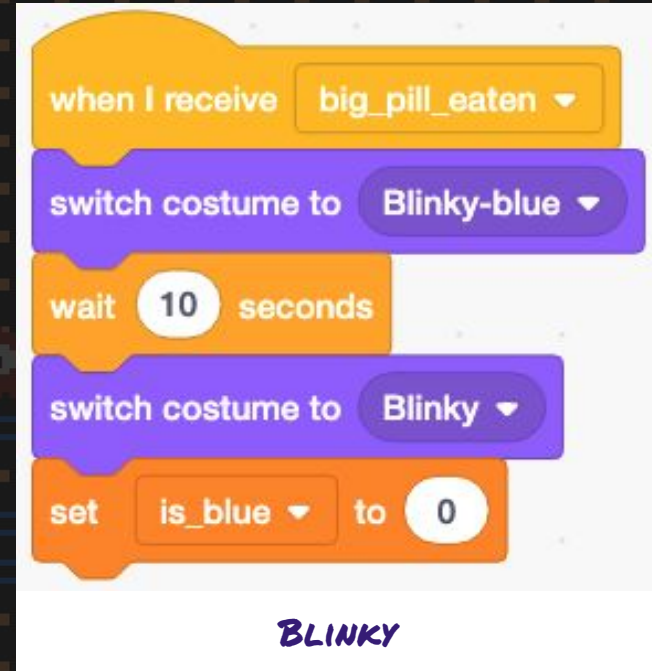 when I receive big_pill_eaten
switch costume to Blinky-blue
wait 10 seconds
switch costume to Blinky
set is_blue to 0
BLINKY